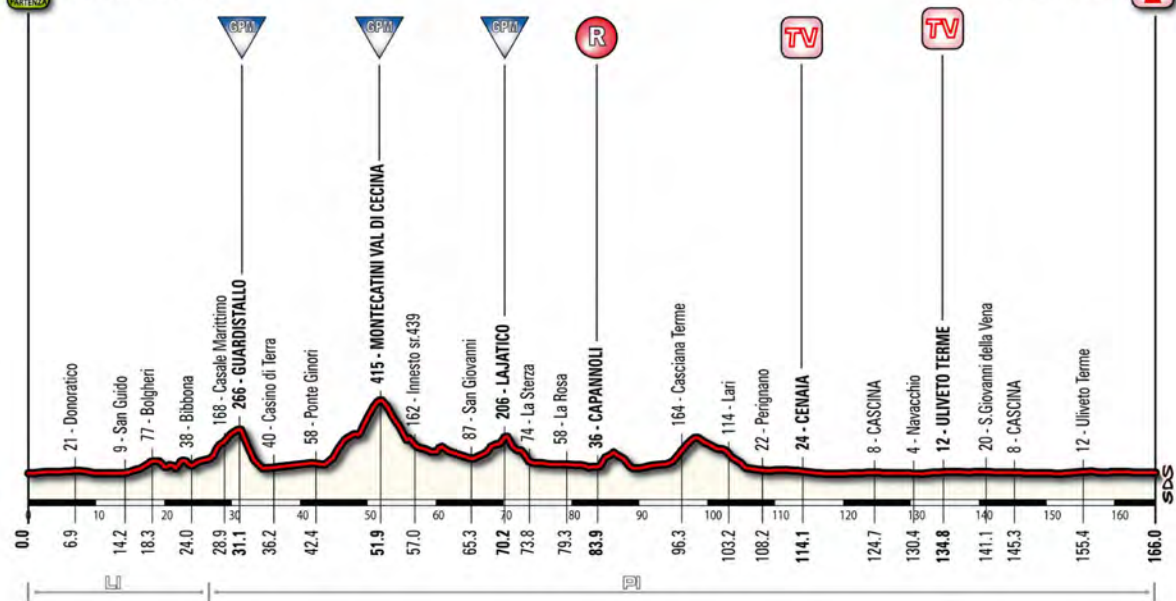 PARTENZA
GPM
GPM
GPM
R
TV
TV
21 - Donoratico
9 - San Guido
77 - Bolgheri
38 - Bibbona
168 - Casale Marittimo
266 - GUARDISTALLO
40 - Casino di Terra
58 - Ponte Ginori
415 - MONTECATINI VAL DI CECINA
162 - Innesto sr.439
87 - San Giovanni
206 - LAJATICO
74 - La Sterza
58 - La Rosa
36 - CAPANNOLI
164 - Casciana Terme
114 - Lari
22 - Perignano
24 - CENAIA
8 - CASCINA
4 - Navacchio
12 - ULIVETO TERME
20 - S.Giovanni della Vena
8 - CASCINA
12 - Uliveto Terme
SDS
0 10 20 30 40 50 60 70 80 90 100 110 120 130 140 150 160
0.0 6.9 14.2 18.3 24.0 28.9 31.1 36.2 42.4 51.9 57.0 65.3 70.2 73.8 79.3 83.9 96.3 103.2 108.2 114.1 124.7 130.4 134.8 141.1 145.3 155.4 166.0
LI PI